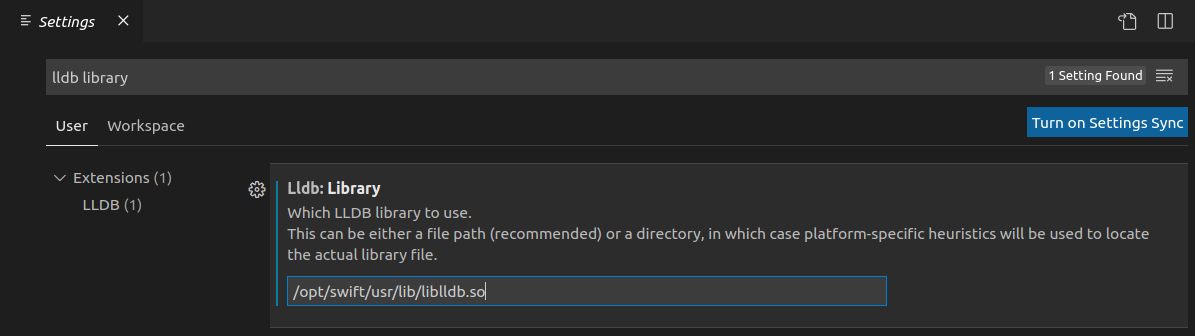 Settings
lldb library
1 Setting Found
User
Workspace
Turn on Settings Sync
Extensions (1)
LLDB (1)
Lldb: Library
Which LLDB library to use.
This can be either a file path (recommended) or a directory, in which case platform-specific heuristics will be used to locate
the actual library file.
/opt/swift/usr/lib/liblldb.so